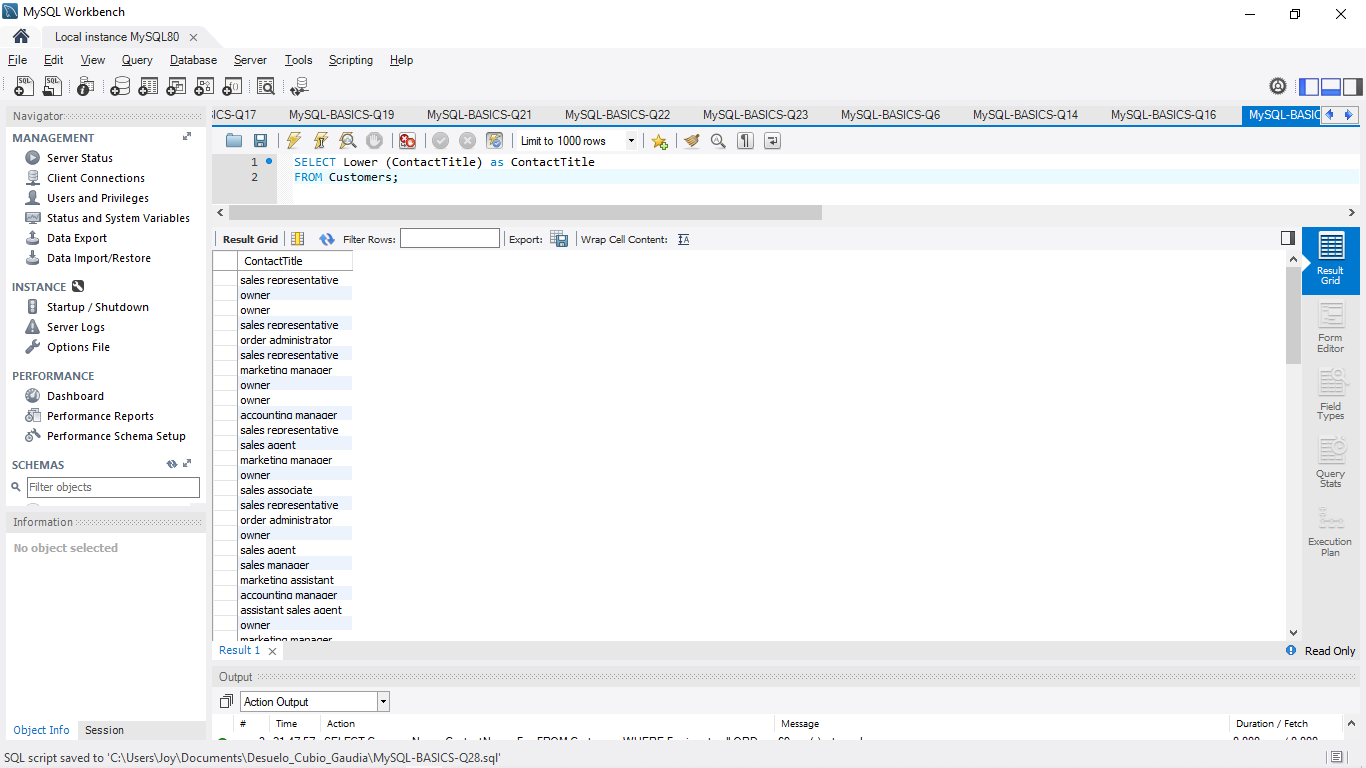 MySQL Workbench
Local instance MySQL80
File Edit View Query Database Server Tools Scripting Help
Navigator
MANAGEMENT
Server Status
Client Connections
Users and Privileges
Status and System Variables
Data Export
Data Import/Restore
INSTANCE
Startup / Shutdown
Server Logs
Options File
PERFORMANCE
Dashboard
Performance Reports
Performance Schema Setup
SCHEMAS
Filter objects
Information
No object selected
Object Info Session
ICS-Q17 MySQL-BASICS-Q19 MySQL-BASICS-Q21 MySQL-BASICS-Q22 MySQL-BASICS-Q23 MySQL-BASICS-Q6 MySQL-BASICS-Q14 MySQL-BASICS-Q16 MySQL-BASIC
Limit to 1000 rows
1 SELECT Lower (ContactTitle) as ContactTitle
2 FROM Customers;
Result Grid Filter Rows: Export: Wrap Cell Content:
ContactTitle
sales representative
owner
owner
sales representative
order administrator
sales representative
marketing manager
owner
owner
accounting manager
sales representative
sales agent
marketing manager
owner
sales associate
sales representative
order administrator
owner
sales agent
sales manager
marketing assistant
accounting manager
assistant sales agent
owner
marketing manager
Result
Grid
Form
Editor
Field
Types
Query
Stats
Execution
Plan
Result 1
Read Only
Output
Action Output
# Time Action Message Duration / Fetch
SQL script saved to 'C:\Users\Joy\Documents\Desuelo_Cubio_Gaudia\MySQL-BASICS-Q28.sql'